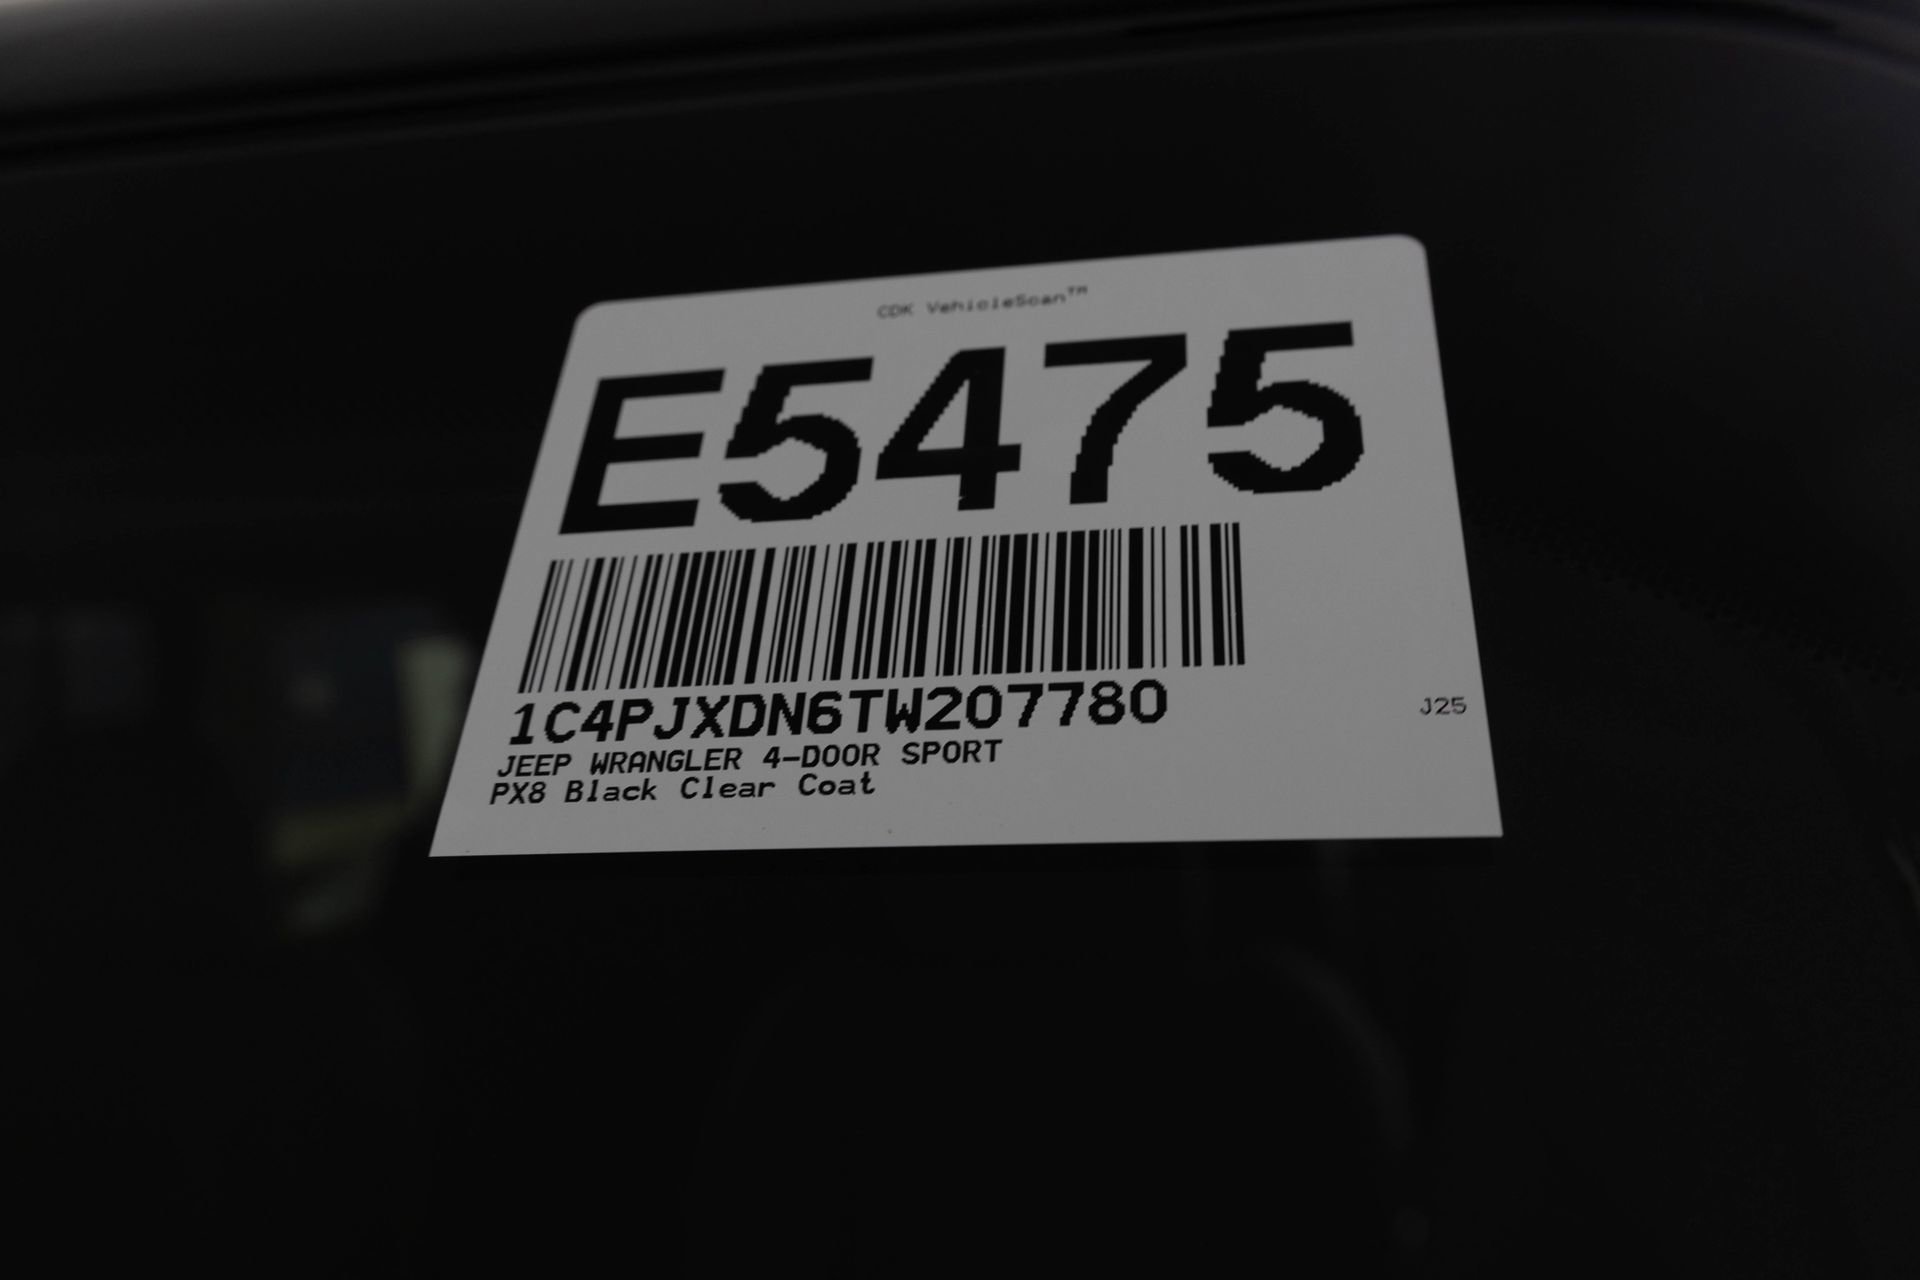 CDK VehicleScan™
E5475
1C4PJXDN6TW207780
JEEP WRANGLER 4-DOOR SPORT
PX8 Black Clear Coat
J25